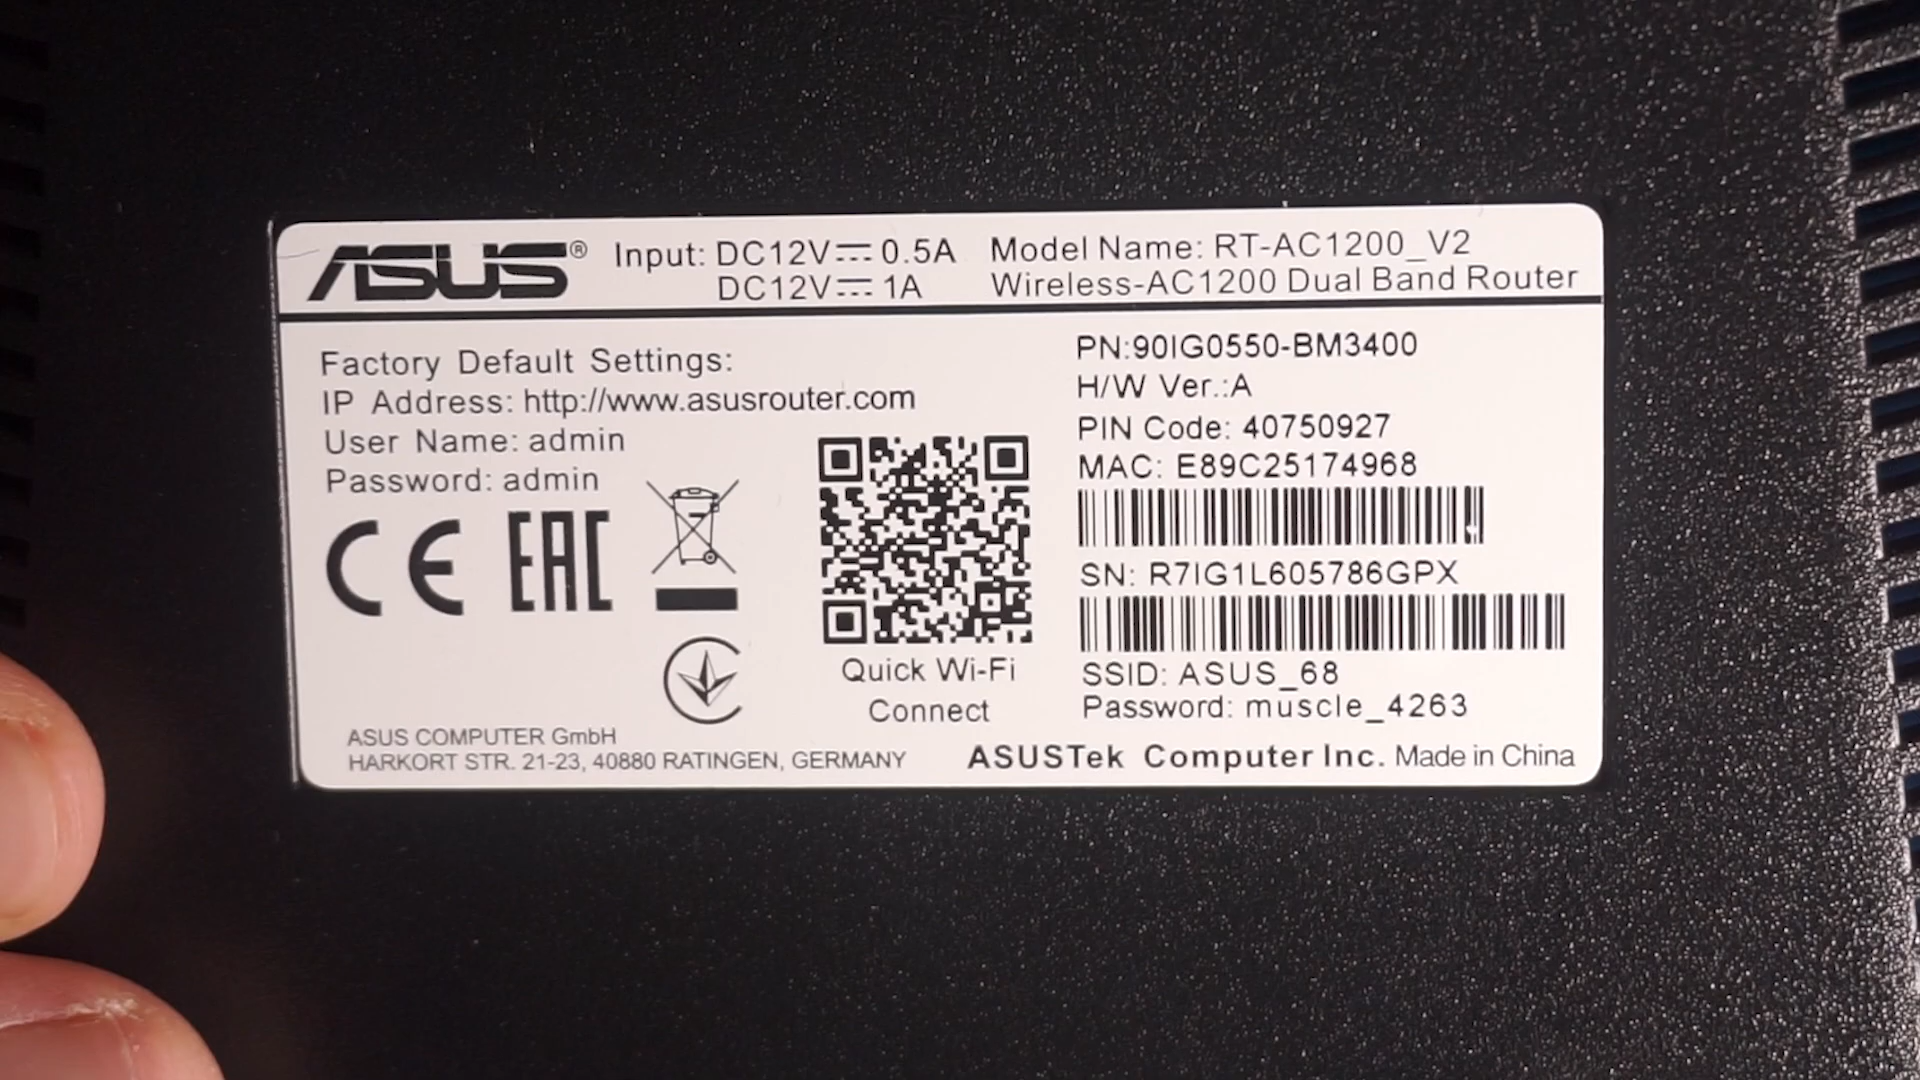 ASUS® Input: DC12V⎓0.5A Model Name: RT-AC1200_V2
DC12V⎓1A Wireless-AC1200 Dual Band Router
Factory Default Settings:
IP Address: http://www.asusrouter.com
User Name: admin
Password: admin
CE EAC
Quick Wi-Fi
Connect
PN:90IG0550-BM3400
H/W Ver.:A
PIN Code: 40750927
MAC: E89C25174968
SN: R7IG1L605786GPX
SSID: ASUS_68
Password: muscle_4263
ASUS COMPUTER GmbH
HARKORT STR. 21-23, 40880 RATINGEN, GERMANY
ASUSTek Computer Inc. Made in China